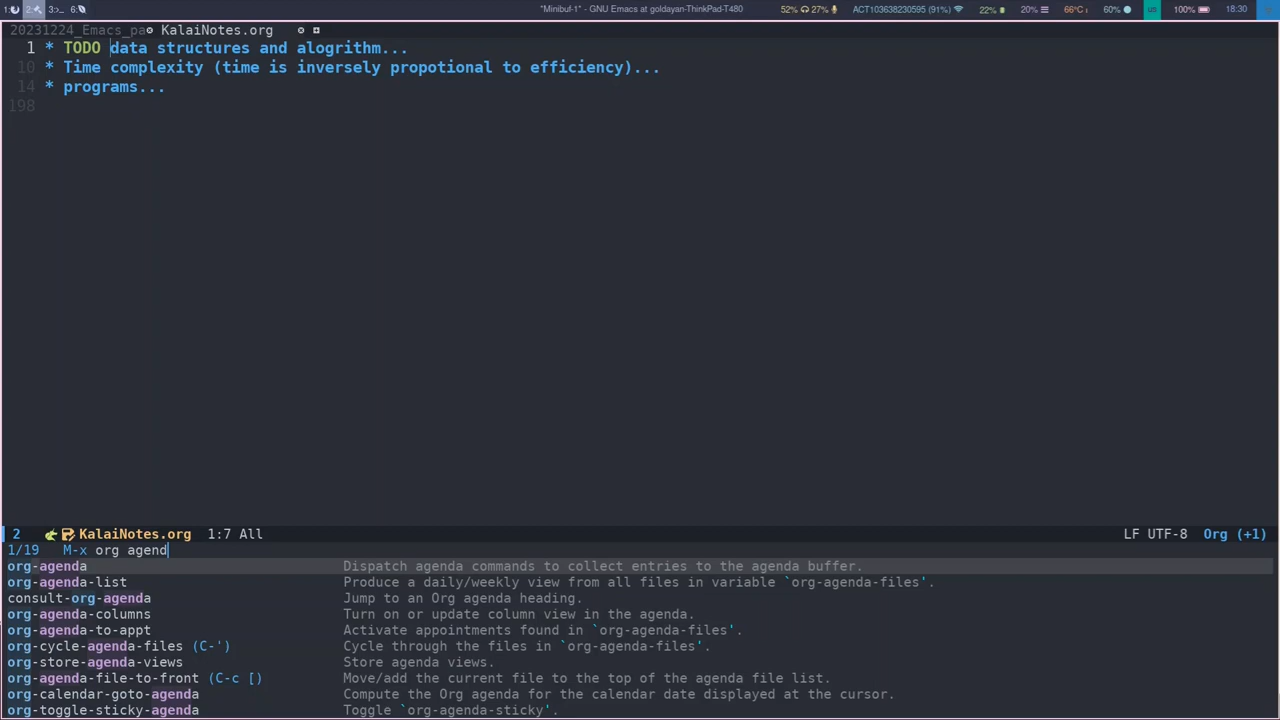 1: 2: 3: 6: "*Minibuf-1* - GNU Emacs at goldayan-ThinkPad-T480 52% 27% ACT103638230595 (91%) 22% 20% 66°C 60% us 100% 18:30
20231224_Emacs_pa KalaiNotes.org
1 * TODO data structures and alogrithm...
10 * Time complexity (time is inversely propotional to efficiency)...
14 * programs...
198
2 KalaiNotes.org 1:7 All LF UTF-8 Org (+1)
1/19 M-x org agend
org-agenda Dispatch agenda commands to collect entries to the agenda buffer.
org-agenda-list Produce a daily/weekly view from all files in variable `org-agenda-files'.
consult-org-agenda Jump to an Org agenda heading.
org-agenda-columns Turn on or update column view in the agenda.
org-agenda-to-appt Activate appointments found in `org-agenda-files'.
org-cycle-agenda-files (C-') Cycle through the files in `org-agenda-files'.
org-store-agenda-views Store agenda views.
org-agenda-file-to-front (C-c [) Move/add the current file to the top of the agenda file list.
org-calendar-goto-agenda Compute the Org agenda for the calendar date displayed at the cursor.
org-toggle-sticky-agenda Toggle `org-agenda-sticky'.